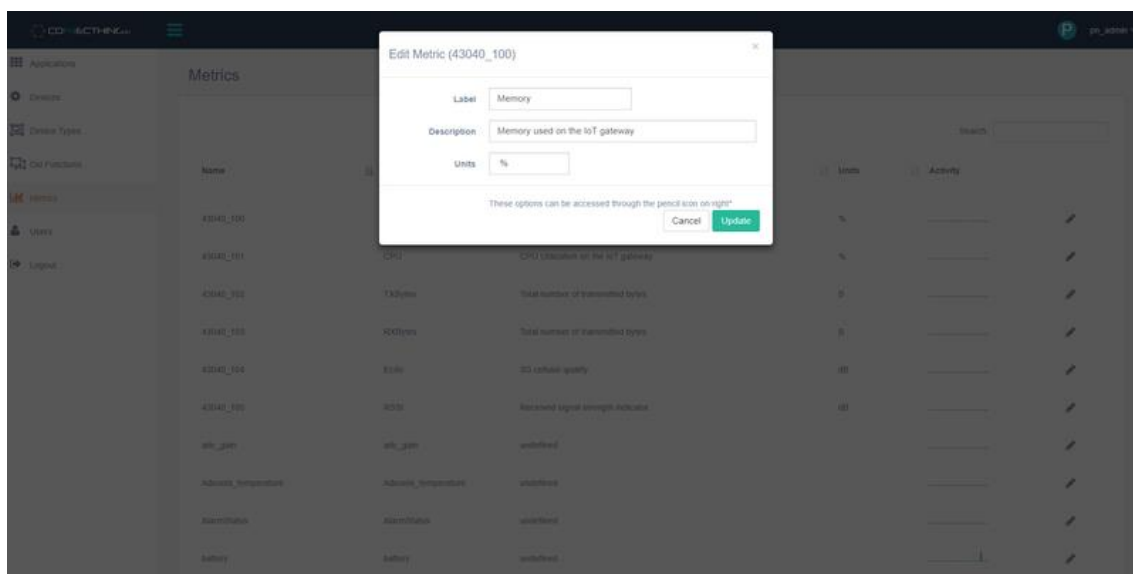 CONNECTHING
pn_admin
Applications
Devices
Device Types
Metrics
Users
Logout
Metrics
Search:
Name
Units
Activity
Edit Metric (43040_100)
×
Label
Memory
Description
Memory used on the IoT gateway
Units
%
These options can be accessed through the pencil icon on right*
Cancel
Update
43040_100
%
43040_101
CPU
CPU Utilization on the IoT gateway
%
43040_102
TXBytes
Total number of transmitted bytes
B
43040_103
RXBytes
Total number of transmitted bytes
B
43040_104
3G cellular quality
dB
RSSI
Received signal strength indicator
undefined
undefined
AlarmStatus
AlarmStatus
undefined
battery
battery
undefined